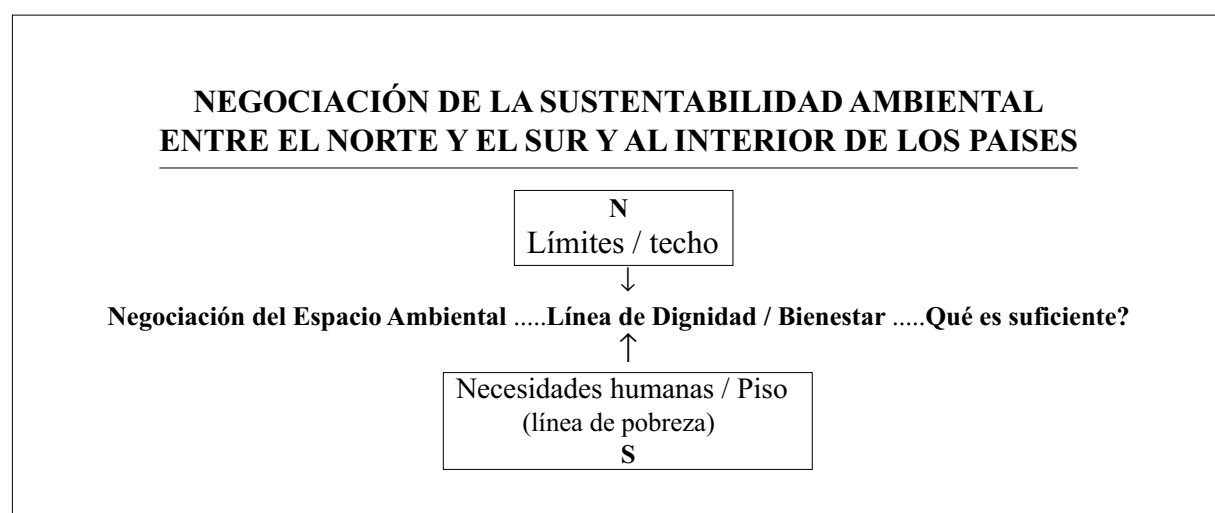 NEGOCIACIÓN DE LA SUSTENTABILIDAD AMBIENTAL
ENTRE EL NORTE Y EL SUR Y AL INTERIOR DE LOS PAISES
N
Límites / techo
↓
Negociación del Espacio Ambiental .....Línea de Dignidad / Bienestar .....Qué es suficiente?
↑
Necesidades humanas / Piso
(línea de pobreza)
S